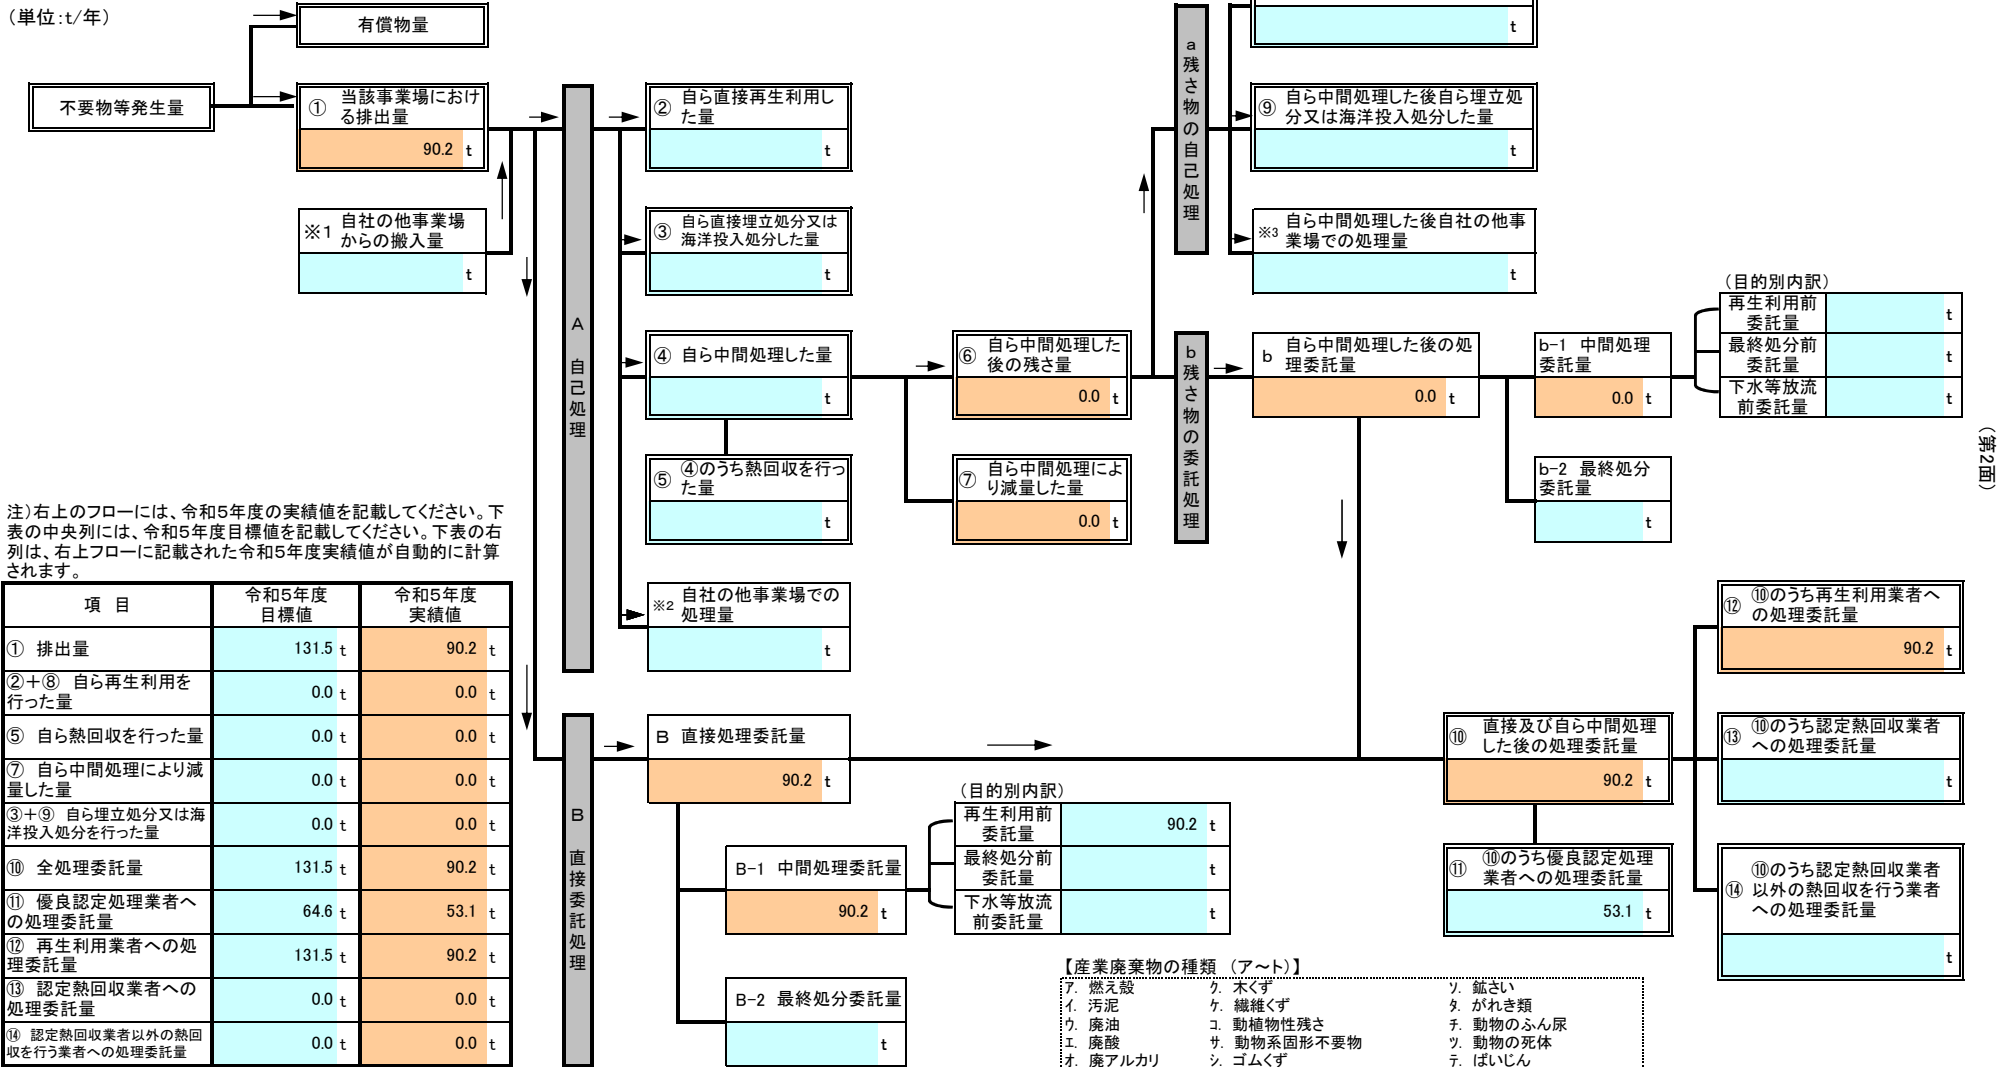 （単位:t/年）
有償物量
t
不要物等発生量
① 当該事業場におけ
る排出量
90.2 t
② 自ら直接再生利用し
た量
t
⑨ 自ら中間処理した後自ら埋立処
分又は海洋投入処分した量
t
※1 自社の他事業場
からの搬入量
t
③ 自ら直接埋立処分又は
海洋投入処分した量
t
a残さ物の自己処理
※3 自ら中間処理した後自社の他事
業場での処理量
t
A 自己処理
④ 自ら中間処理した量
t
⑥ 自ら中間処理した
後の残さ量
0.0 t
b残さ物の委託処理
b 自ら中間処理した後の処
理委託量
0.0 t
b-1 中間処理
委託量
0.0 t
（目的別内訳）
再生利用前
委託量
t
最終処分前
委託量
t
下水等放流
前委託量
t
⑤ ④のうち熱回収を行っ
た量
t
⑦ 自ら中間処理によ
り減量した量
0.0 t
b-2 最終処分
委託量
t
（第2面）
注）右上のフローには、令和5年度の実績値を記載してください。下
表の中央列には、令和5年度目標値を記載してください。下表の右
列は、右上フローに記載された令和5年度実績値が自動的に計算
されます。
※2 自社の他事業場での
処理量
t
項 目 令和5年度
目標値 令和5年度
実績値
① 排出量 131.5 t 90.2 t
②＋⑧ 自ら再生利用を
行った量 0.0 t 0.0 t
⑤ 自ら熱回収を行った量 0.0 t 0.0 t
⑦ 自ら中間処理により減
量した量 0.0 t 0.0 t
③＋⑨ 自ら埋立処分又は海
洋投入処分を行った量 0.0 t 0.0 t
⑩ 全処理委託量 131.5 t 90.2 t
⑪ 優良認定処理業者へ
の処理委託量 64.6 t 53.1 t
⑫ 再生利用業者への処
理委託量 131.5 t 90.2 t
⑬ 認定熱回収業者への
処理委託量 0.0 t 0.0 t
⑭ 認定熱回収業者以外の熱回
収を行う業者への処理委託量 0.0 t 0.0 t
B 直接委託処理
B 直接処理委託量
90.2 t
B-1 中間処理委託量
90.2 t
（目的別内訳）
再生利用前
委託量
90.2 t
最終処分前
委託量
t
下水等放流
前委託量
t
B-2 最終処分委託量
t
⑩ 直接及び自ら中間処理
した後の処理委託量
90.2 t
⑪ ⑩のうち優良認定処理
業者への処理委託量
53.1 t
⑫ ⑩のうち再生利用業者へ
の処理委託量
90.2 t
⑬ ⑩のうち認定熱回収業者
への処理委託量
t
⑭ ⑩のうち認定熱回収業者
以外の熱回収を行う業者
への処理委託量
t
【産業廃棄物の種類 （ア～ト）】
ア. 燃え殻 ク. 木くず ソ. 鉱さい
イ. 汚泥 ケ. 繊維くず タ. がれき類
ウ. 廃油 コ. 動植物性残さ チ. 動物のふん尿
エ. 廃酸 サ. 動物系固形不要物 ツ. 動物の死体
オ. 廃アルカリ シ. ゴムくず テ. ばいじん